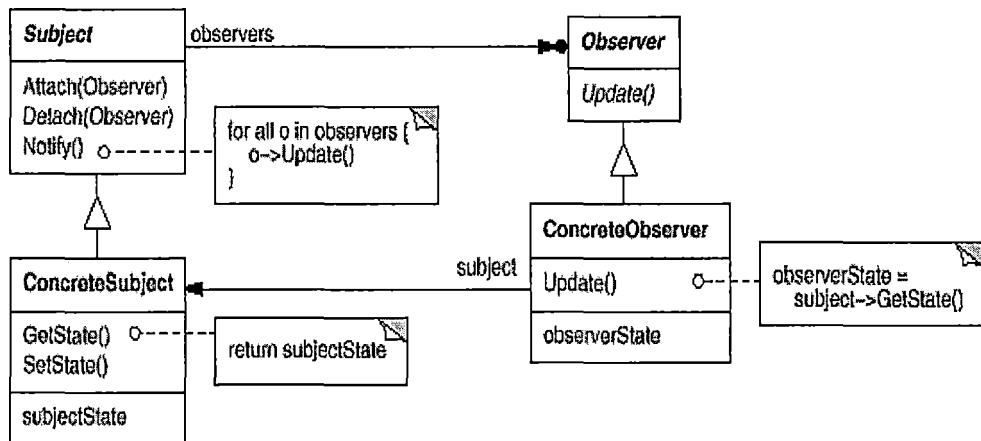 Subject
observers
Observer
Attach(Observer)
Detach(Observer)
Notify()
for all o in observers {
o->Update()
}
Update()
ConcreteObserver
Update()
observerState
observerState =
subject->GetState()
subject
ConcreteSubject
GetState()
SetState()
subjectState
return subjectState